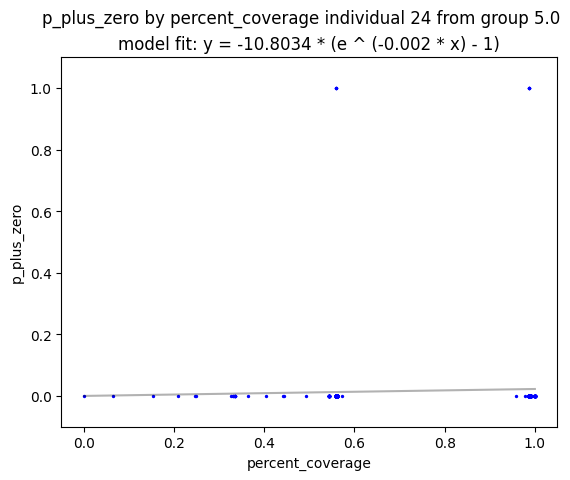 p_plus_zero by percent_coverage individual 24 from group 5.0
model fit: y = -10.8034 * (e ^ (-0.002 * x) - 1)
1.0
0.8
0.6
0.4
0.2
0.0
p_plus_zero
0.0 0.2 0.4 0.6 0.8 1.0
percent_coverage